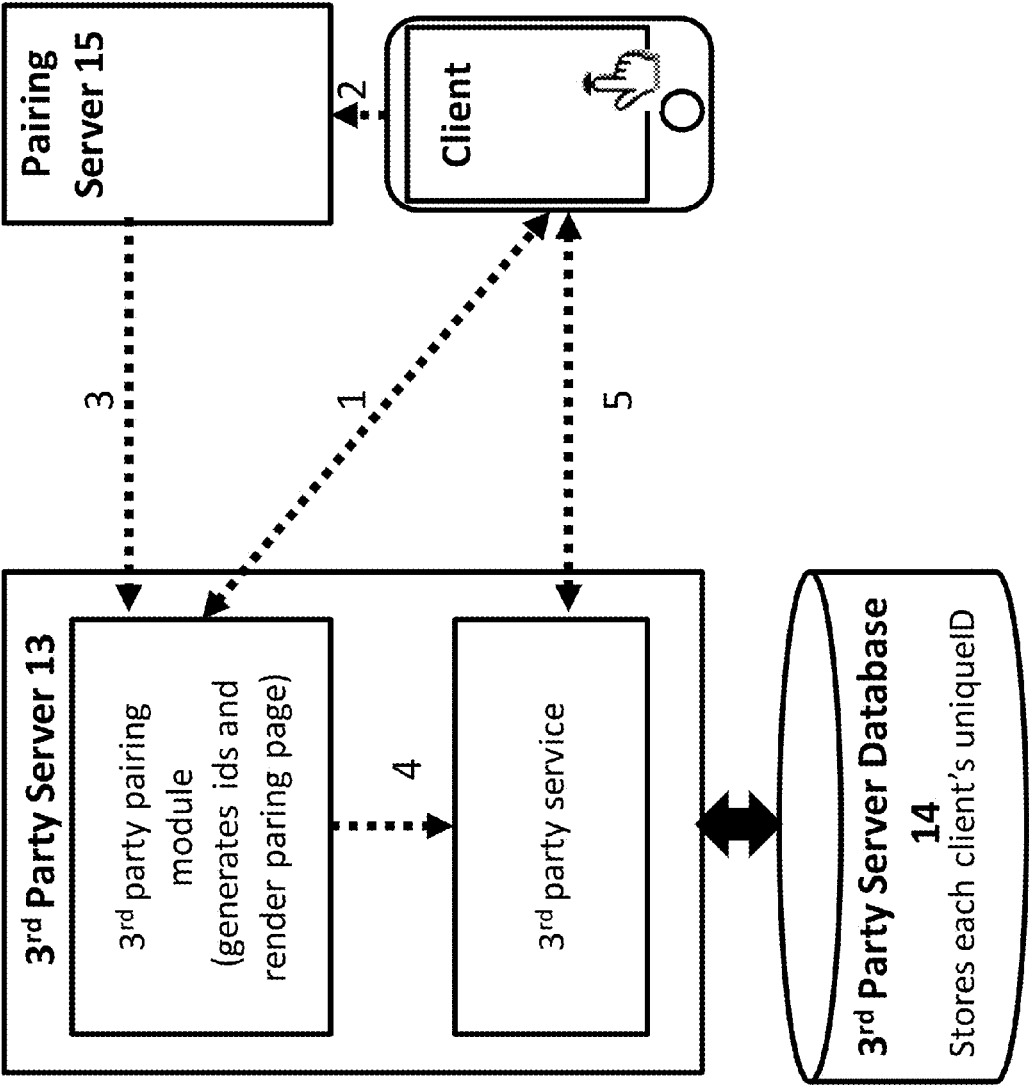 3rd Party Server 13
3rd party pairing
module
(generates ids and
render paring page)
4
3rd party service
3rd Party Server Database
14
Stores each client's uniqueID
3
1
5
Pairing
Server 15
2
Client